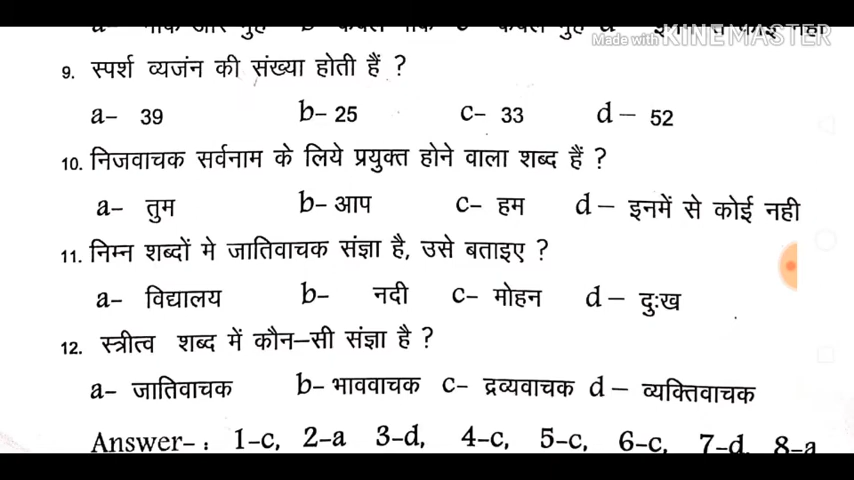 Made with KINEMASTER
9. स्पर्श व्यजंन की संख्या होती हैं ?
a- 39 b- 25 c- 33 d – 52
10. निजवाचक सर्वनाम के लिये प्रयुक्त होने वाला शब्द हैं ?
a- तुम b- आप c- हम d – इनमें से कोई नही
11. निम्न शब्दों मे जातिवाचक संज्ञा है, उसे बताइए ?
a- विद्यालय b- नदी c- मोहन d – दुःख
12. स्त्रीत्व शब्द में कौन–सी संज्ञा है ?
a- जातिवाचक b- भाववाचक c- द्रव्यवाचक d – व्यक्तिवाचक
Answer- : 1-c, 2-a 3-d, 4-c, 5-c, 6-c, 7-d, 8-a